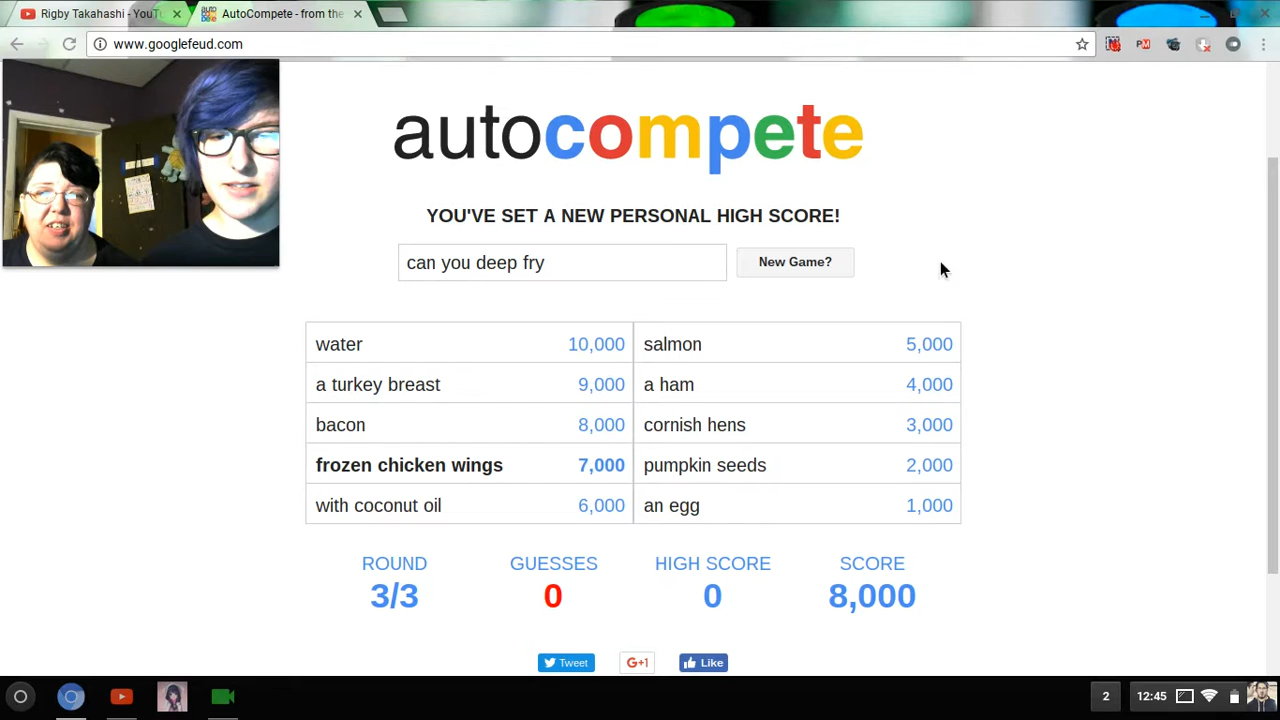 Rigby Takahashi - YouTu
AutoCompete - from the
www.googlefeud.com
autocompete
YOU'VE SET A NEW PERSONAL HIGH SCORE!
can you deep fry
New Game?
water 10,000 salmon 5,000
a turkey breast 9,000 a ham 4,000
bacon 8,000 cornish hens 3,000
frozen chicken wings 7,000 pumpkin seeds 2,000
with coconut oil 6,000 an egg 1,000
ROUND GUESSES HIGH SCORE SCORE
3/3 0 0 8,000
Tweet G+1 Like
2 12:45